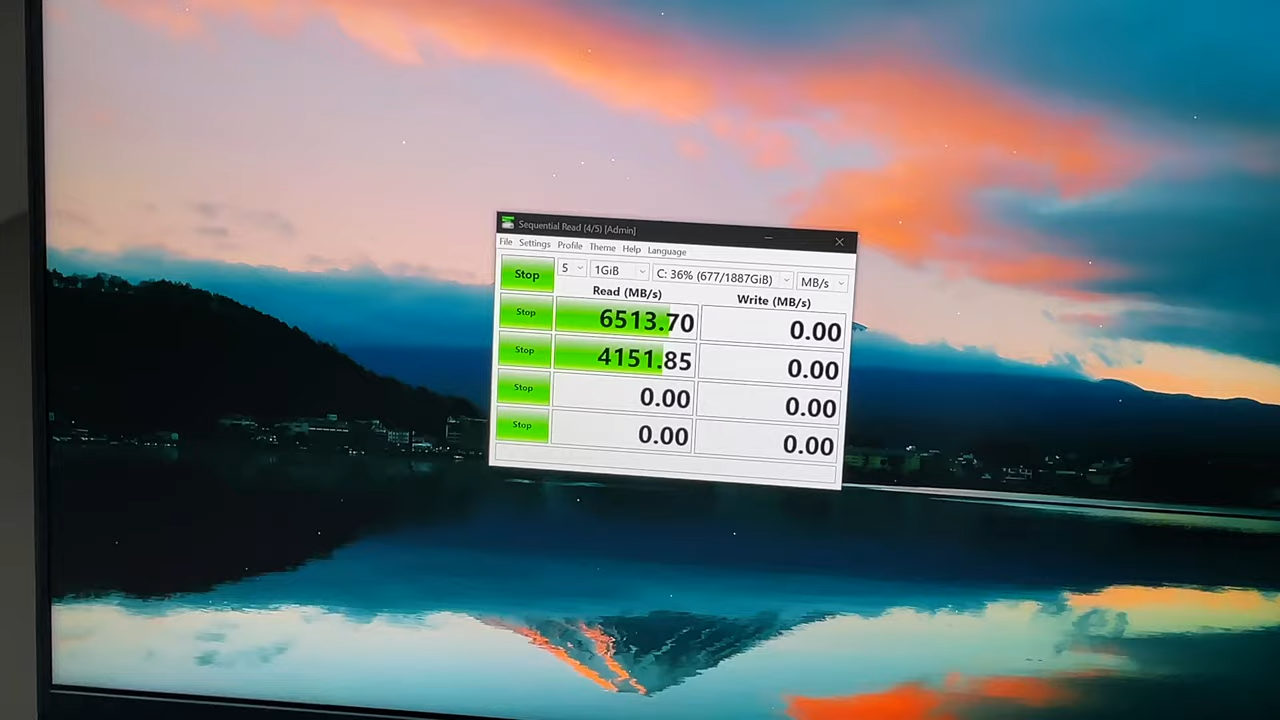 Sequential Read (4/5) [Admin]
File Settings Profile Theme Help Language
Stop 5 1GiB C: 36% (677/1887GiB) MB/s
Read (MB/s) Write (MB/s)
Stop 6513.70 0.00
Stop 4151.85 0.00
Stop 0.00 0.00
Stop 0.00 0.00